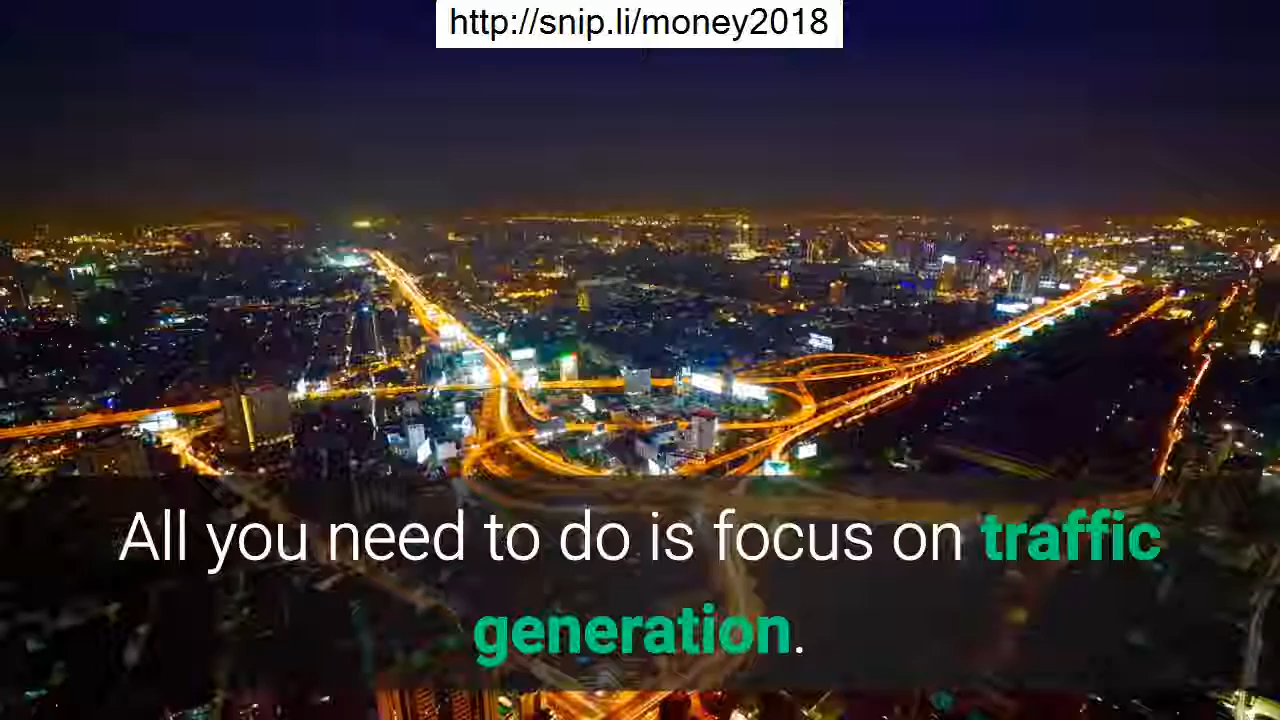 http://snip.li/money2018
All you need to do is focus on traffic
generation.